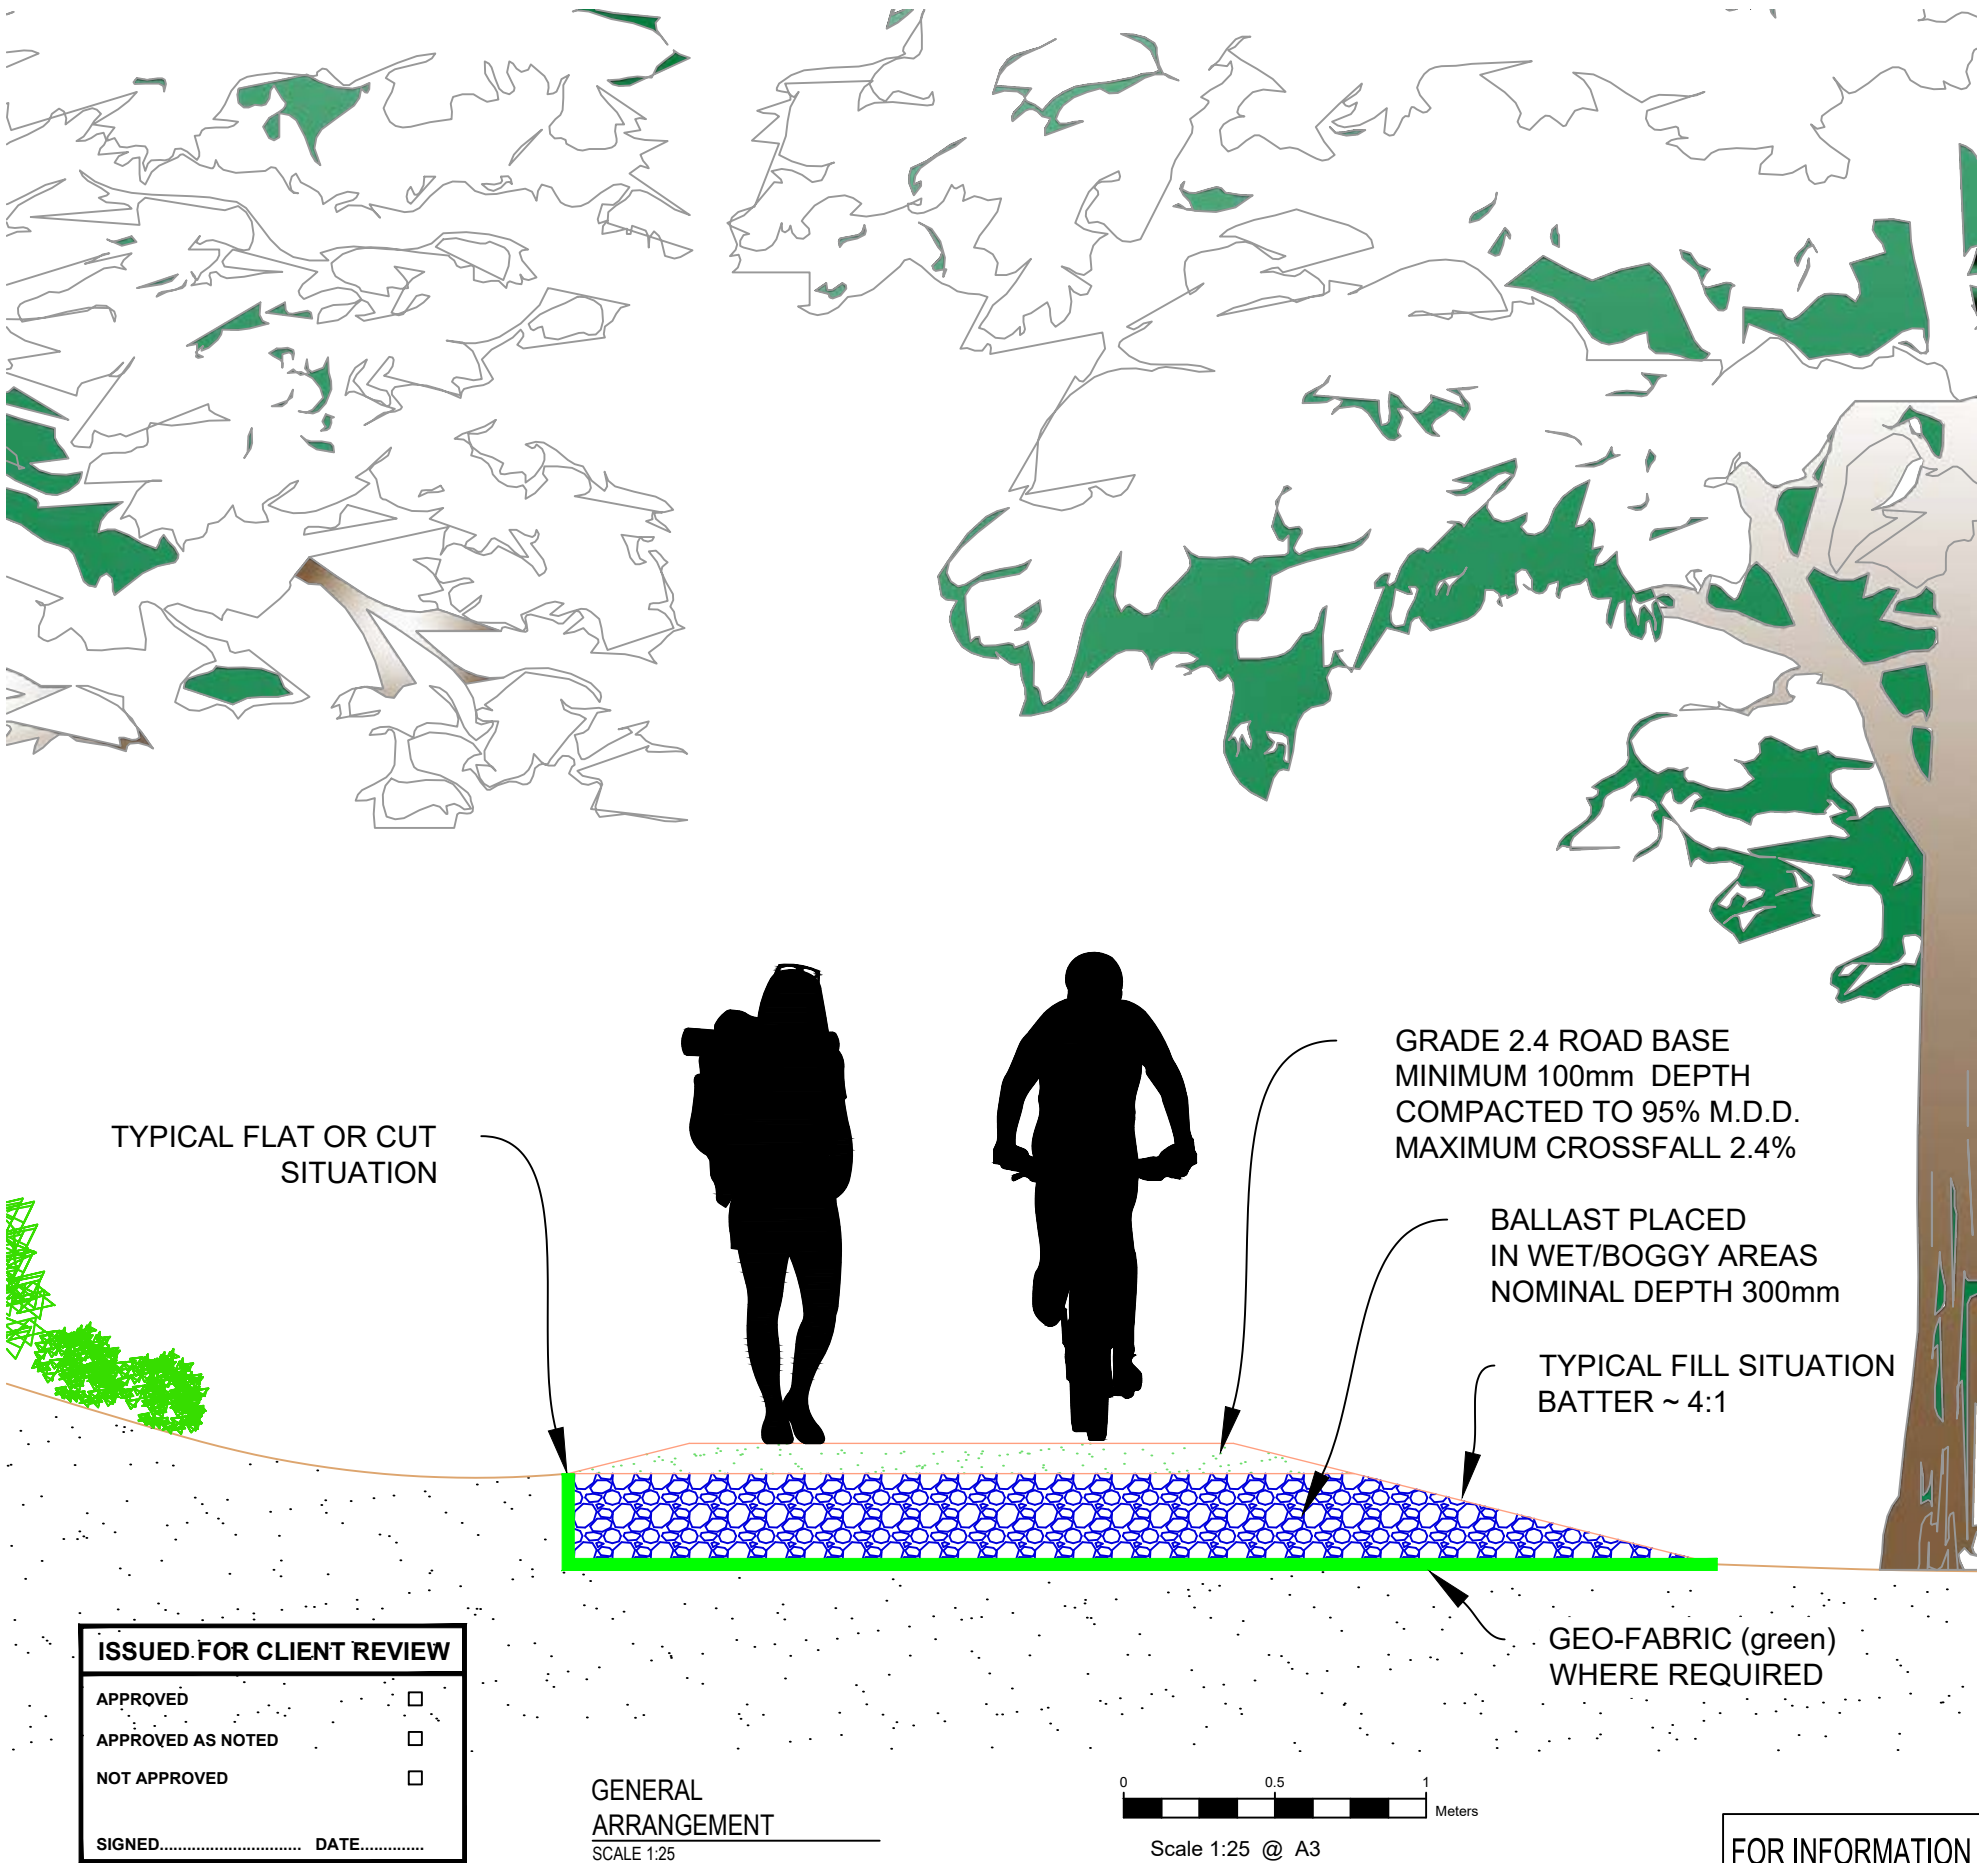 GRADE 2.4 ROAD BASE
MINIMUM 100mm DEPTH
COMPACTED TO 95% M.D.D.
MAXIMUM CROSSFALL 2.4%
TYPICAL FLAT OR CUT
SITUATION
BALLAST PLACED
IN WET/BOGGY AREAS
NOMINAL DEPTH 300mm
TYPICAL FILL SITUATION
BATTER ~ 4:1
GEO-FABRIC (green)
WHERE REQUIRED
ISSUED FOR CLIENT REVIEW
APPROVED
APPROVED AS NOTED
NOT APPROVED
SIGNED.............................. DATE..............
GENERAL
ARRANGEMENT
SCALE 1:25
0 0.5 1
Meters
Scale 1:25 @ A3
FOR INFORMATION